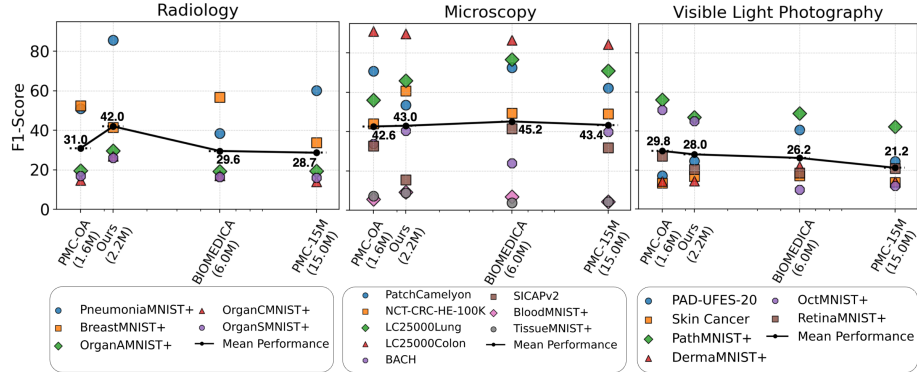 Radiology
Microscopy
Visible Light Photography
F1-Score
80
60
40
20
0
31.0
42.0
29.6
28.7
42.6
43.0
45.2
43.4
29.8
28.0
26.2
21.2
PMC-OA
(1.6M)
Ours
(2.2M)
BIOMEDICA
(6.0M)
PMC-15M
(15.0M)
PMC-OA
(1.6M)
Ours
(2.2M)
BIOMEDICA
(6.0M)
PMC-15M
(15.0M)
PMC-OA
(1.6M)
Ours
(2.2M)
BIOMEDICA
(6.0M)
PMC-15M
(15.0M)
PneumoniaMNIST+
BreastMNIST+
OrganAMNIST+
OrganCMNIST+
OrganSMNIST+
Mean Performance
PatchCamelyon
NCT-CRC-HE-100K
LC25000Lung
LC25000Colon
BACH
SICAPv2
BloodMNIST+
TissueMNIST+
Mean Performance
PAD-UFES-20
Skin Cancer
PathMNIST+
DermaMNIST+
OctMNIST+
RetinaMNIST+
Mean Performance